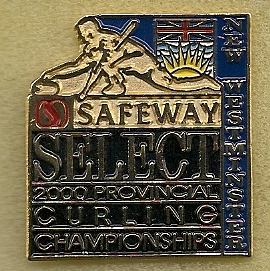 SAFEWAY
SELECT
2000 PROVINCIAL
CURLING
CHAMPIONSHIPS
NEW WESTMINSTER